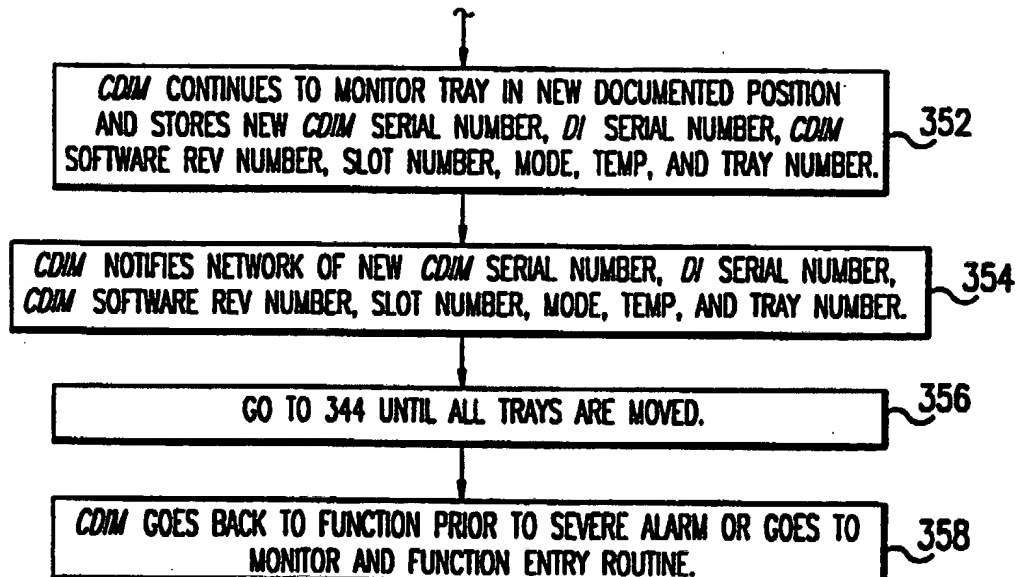 CDIM CONTINUES TO MONITOR TRAY IN NEW DOCUMENTED POSITION
AND STORES NEW CDIM SERIAL NUMBER, DI SERIAL NUMBER, CDIM
SOFTWARE REV NUMBER, SLOT NUMBER, MODE, TEMP, AND TRAY NUMBER.
352
CDIM NOTIFIES NETWORK OF NEW CDIM SERIAL NUMBER, DI SERIAL NUMBER,
CDIM SOFTWARE REV NUMBER, SLOT NUMBER, MODE, TEMP, AND TRAY NUMBER.
354
GO TO 344 UNTIL ALL TRAYS ARE MOVED.
356
CDIM GOES BACK TO FUNCTION PRIOR TO SEVERE ALARM OR GOES TO
MONITOR AND FUNCTION ENTRY ROUTINE.
358